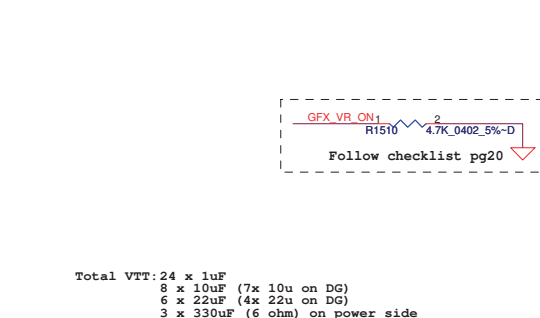 GFX_VR_ON 1 2
R1510 4.7K_0402_5%~D
Follow checklist pg20
Total VTT: 24 x 1uF
8 x 10uF (7x 10u on DG)
6 x 22uF (4x 22u on DG)
3 x 330uF (6 ohm) on power side